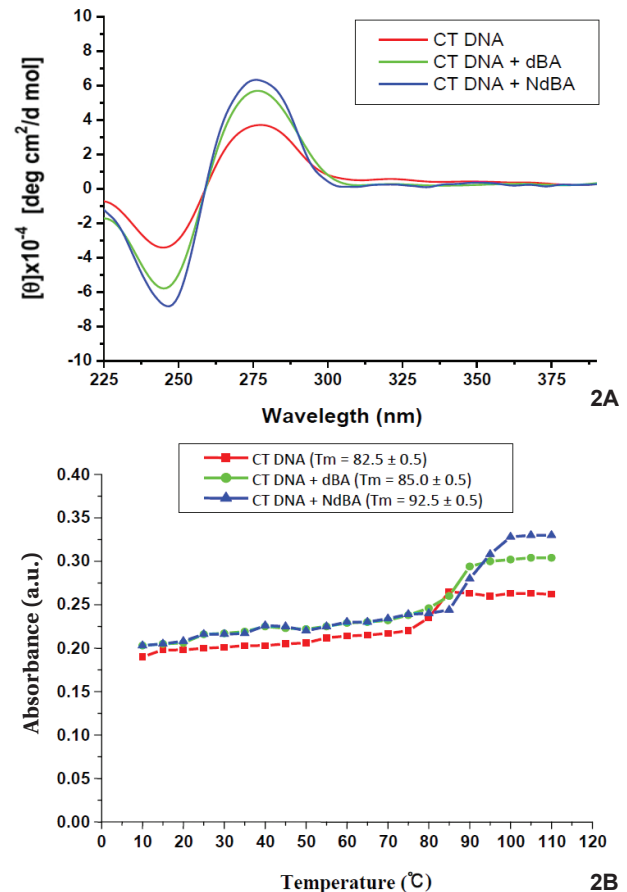 CT DNA
CT DNA + dBA
CT DNA + NdBA
10
8
6
4
2
0
-2
-4
-6
-8
-10
[θ]x10⁻⁴ [deg cm²/d mol]
225 250 275 300 325 350 375
Wavelegth (nm)
2A
CT DNA (Tm = 82.5 ± 0.5)
CT DNA + dBA (Tm = 85.0 ± 0.5)
CT DNA + NdBA (Tm = 92.5 ± 0.5)
0.40
0.35
0.30
0.25
0.20
0.15
0.10
0.05
0.00
Absorbance (a.u.)
10 20 30 40 50 60 70 80 90 100 110 120
Temperature (℃)
2B